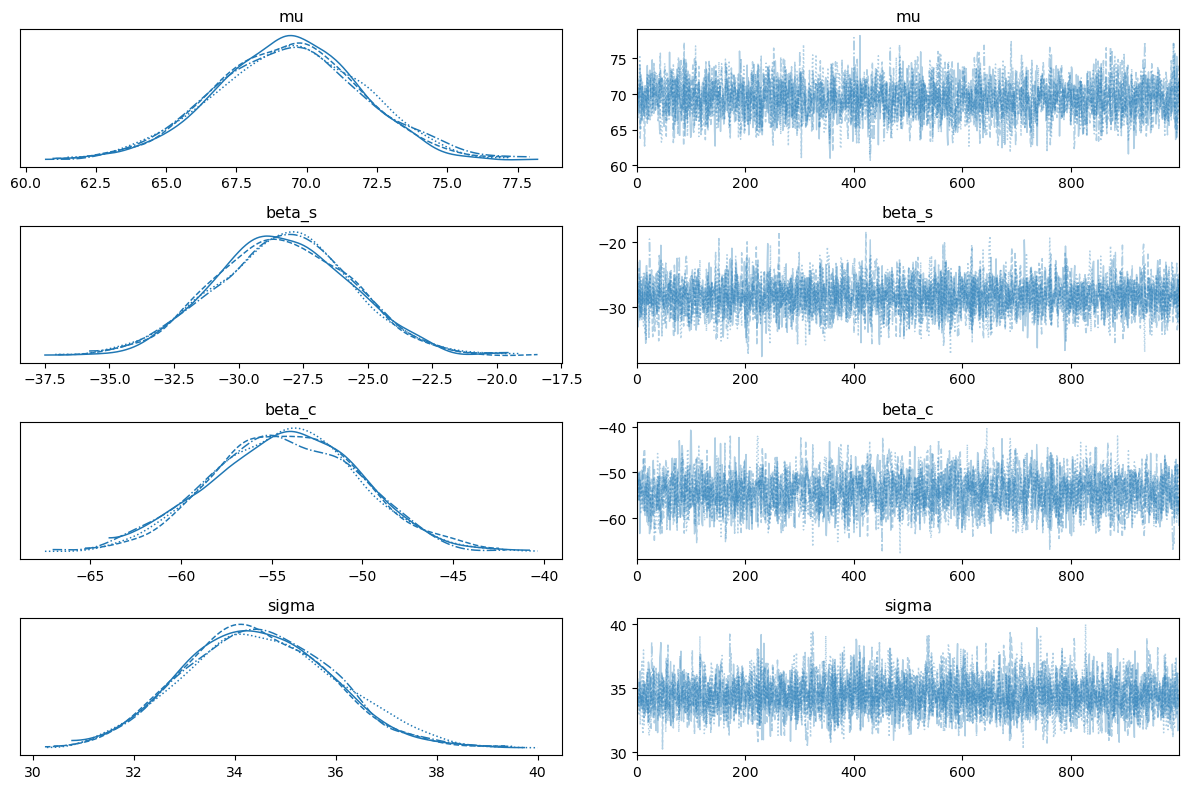 mu mu
60.0 62.5 65.0 67.5 70.0 72.5 75.0 77.5
75
70
65
60
0 200 400 600 800
beta_s beta_s
−37.5 −35.0 −32.5 −30.0 −27.5 −25.0 −22.5 −20.0 −17.5
−20
−30
0 200 400 600 800
beta_c beta_c
−65 −60 −55 −50 −45 −40
−40
−50
−60
0 200 400 600 800
sigma sigma
30 32 34 36 38 40
40
35
30
0 200 400 600 800